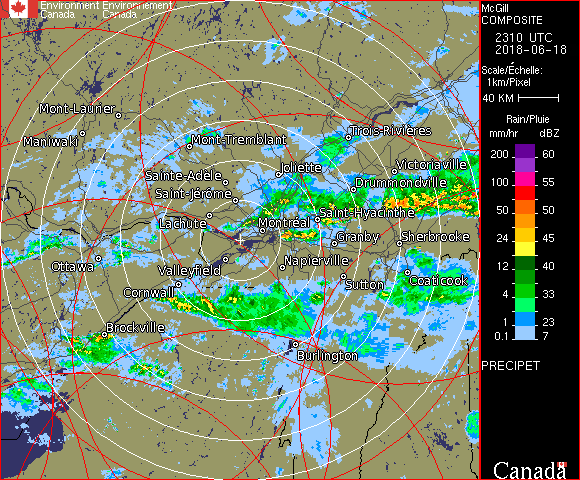 Environment Environnement
Canada Canada
McGill
COMPOSITE
2310 UTC
2018-06-18
Scale/Échelle:
1km/Pixel
40 KM
Rain/Pluie
mm/hr dBZ
200 60
100 55
50 50
24 45
12 40
4 33
1 23
0.1 7
PRECIPET
Canada
Mont-Laurier
Maniwaki
Mont-Tremblant
Trois-Rivières
Sainte-Adèle
Joliette
Victoriaville
Saint-Jérôme
Drummondville
Lachute
Montréal
Saint-Hyacinthe
Granby
Sherbrooke
Ottawa
Valleyfield
Napierville
Cornwall
Sutton
Coaticook
Brockville
Burlington